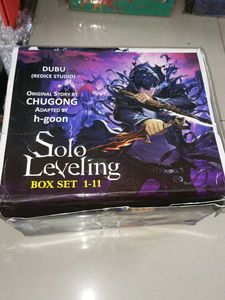 DUBU
(REDICE STUDIO)
ORIGINAL STORY BY
CHUGONG
ADAPTED BY
h-goon
Solo
Leveling
BOX SET 1-11